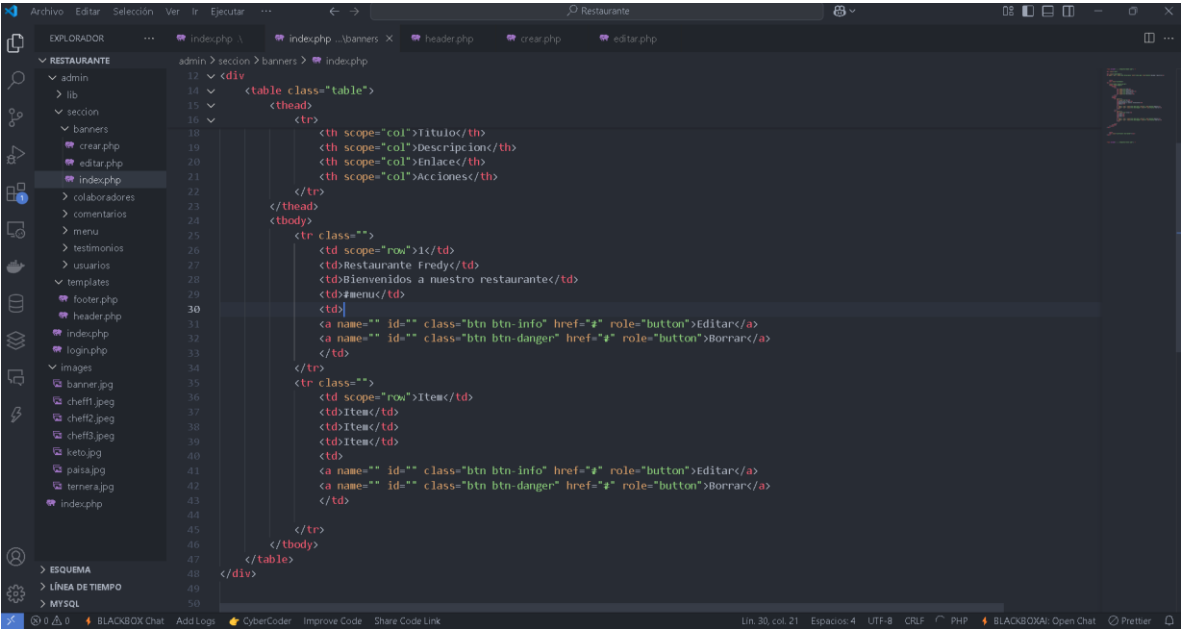 Archivo Editar Selección Ver Ir Ejecutar ··· Restaurante
EXPLORADOR ···
index.php .\ index.php ...\banners × header.php crear.php editar.php
RESTAURANTE
admin
lib
seccion
banners
crear.php
editar.php
index.php
colaboradores
comentarios
menu
testimonios
usuarios
templates
footer.php
header.php
index.php
login.php
images
banner.jpg
cheff1.jpeg
cheff2.jpeg
cheff3.jpeg
keto.jpg
paisa.jpg
ternera.jpg
index.php
ESQUEMA
LÍNEA DE TIEMPO
MYSQL
admin > seccion > banners > index.php
12 <div
14 <table class="table">
15 <thead>
16 <tr>
18 <th scope="col">Titulo</th>
19 <th scope="col">Descripcion</th>
20 <th scope="col">Enlace</th>
21 <th scope="col">Acciones</th>
22 </tr>
23 </thead>
24 <tbody>
25 <tr class="">
26 <td scope="row">1</td>
27 <td>Restaurante Fredy</td>
28 <td>Bienvenidos a nuestro restaurante</td>
29 <td>#menu</td>
30 <td>
31 <a name="" id="" class="btn btn-info" href="#" role="button">Editar</a>
32 <a name="" id="" class="btn btn-danger" href="#" role="button">Borrar</a>
33 </td>
34 </tr>
35 <tr class="">
36 <td scope="row">Item</td>
37 <td>Item</td>
38 <td>Item</td>
39 <td>Item</td>
40 <td>
41 <a name="" id="" class="btn btn-info" href="#" role="button">Editar</a>
42 <a name="" id="" class="btn btn-danger" href="#" role="button">Borrar</a>
43 </td>
44
45 </tr>
46 </tbody>
47 </table>
48 </div>
49
50
1
0 0 BLACKBOX Chat Add Logs CyberCoder Improve Code Share Code Link Lín. 30, col. 21 Espacios: 4 UTF-8 CRLF PHP BLACKBOXAI: Open Chat Prettier